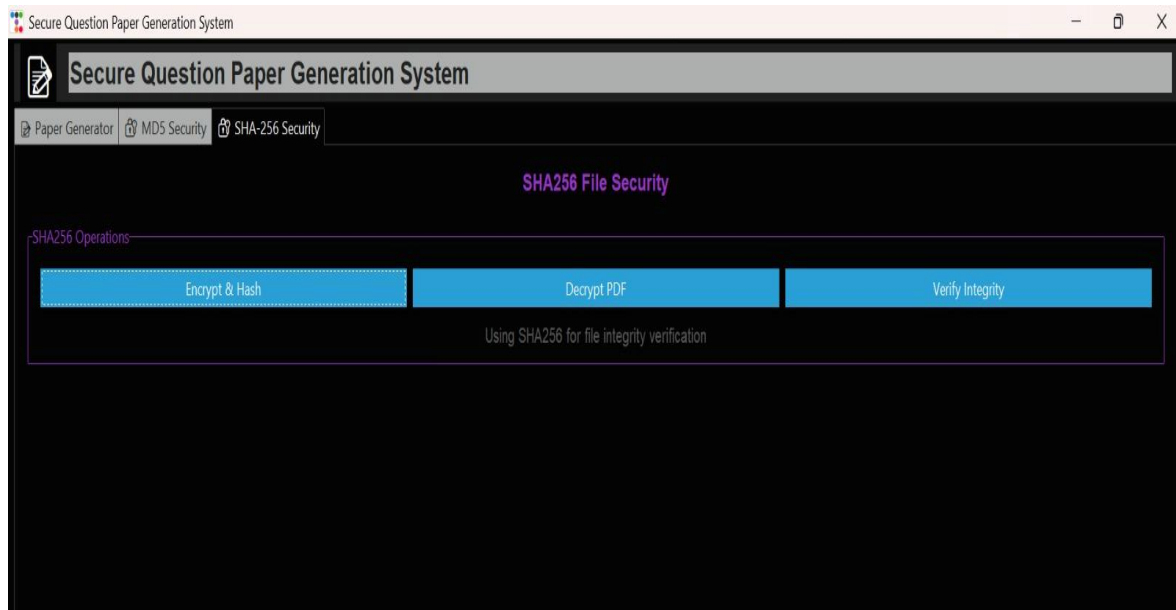 Secure Question Paper Generation System
Secure Question Paper Generation System
Paper Generator MD5 Security SHA-256 Security
SHA256 File Security
SHA256 Operations
Encrypt & Hash Decrypt PDF Verify Integrity
Using SHA256 for file integrity verification